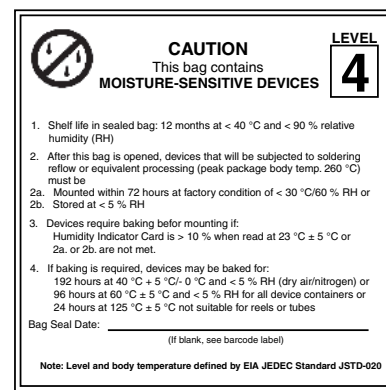 LEVEL
CAUTION
4
This bag contains
MOISTURE-SENSITIVE DEVICES
1. Shelf life in sealed bag: 12 months at < 40 °C and < 90 % relative
humidity (RH)
2. After this bag is opened, devices that will be subjected to soldering
reflow or equivalent processing (peak package body temp. 260 °C)
must be
2a. Mounted within 72 hours at factory condition of < 30 °C/60 % RH or
2b. Stored at < 5 % RH
3. Devices require baking befor mounting if:
Humidity Indicator Card is > 10 % when read at 23 °C ± 5 °C or
2a. or 2b. are not met.
4. If baking is required, devices may be baked for:
192 hours at 40 °C + 5 °C/- 0 °C and < 5 % RH (dry air/nitrogen) or
96 hours at 60 °C ± 5 °C and < 5 % RH for all device containers or
24 hours at 125 °C ± 5 °C not suitable for reels or tubes
Bag Seal Date:
(If blank, see barcode label)
Note: Level and body temperature defined by EIA JEDEC Standard JSTD-020